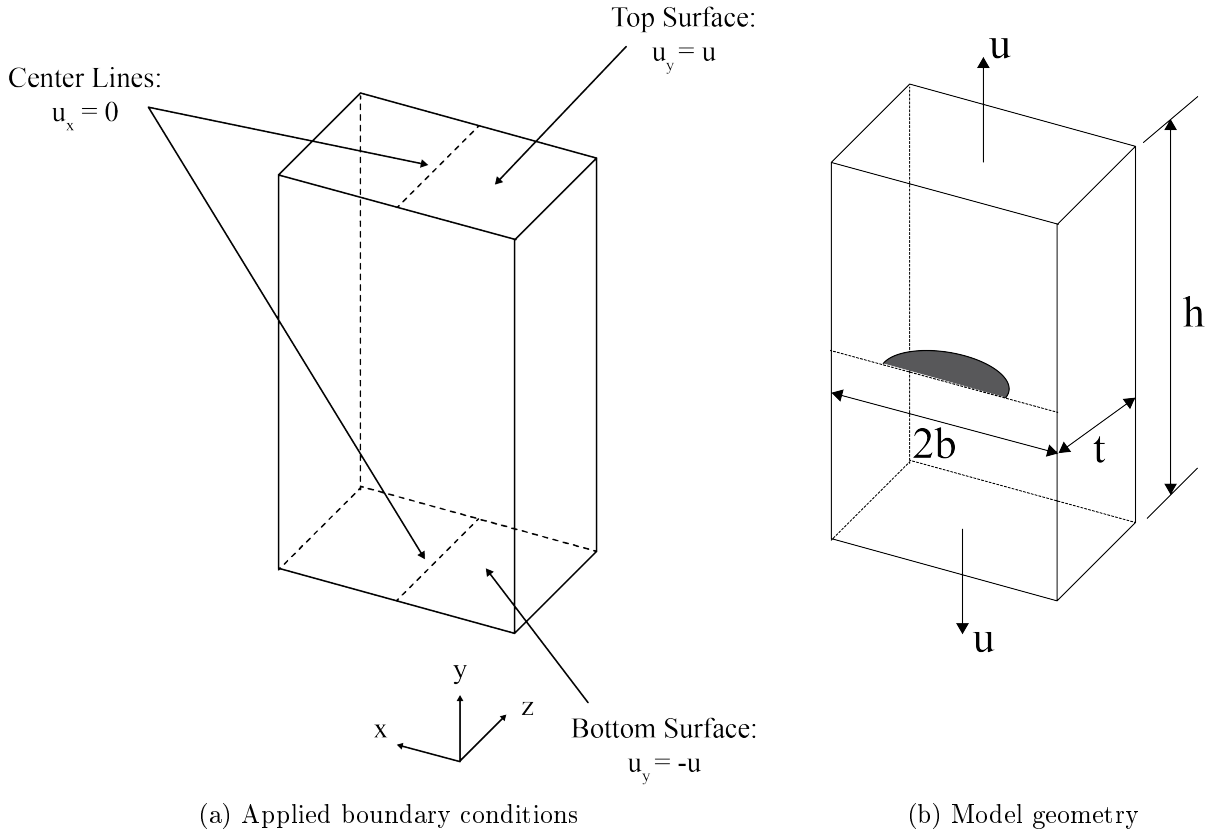 Top Surface:
u_y = u
Center Lines:
u_x = 0
y
x
z
Bottom Surface:
u_y = -u
(a) Applied boundary conditions
u
h
2b
t
u
(b) Model geometry